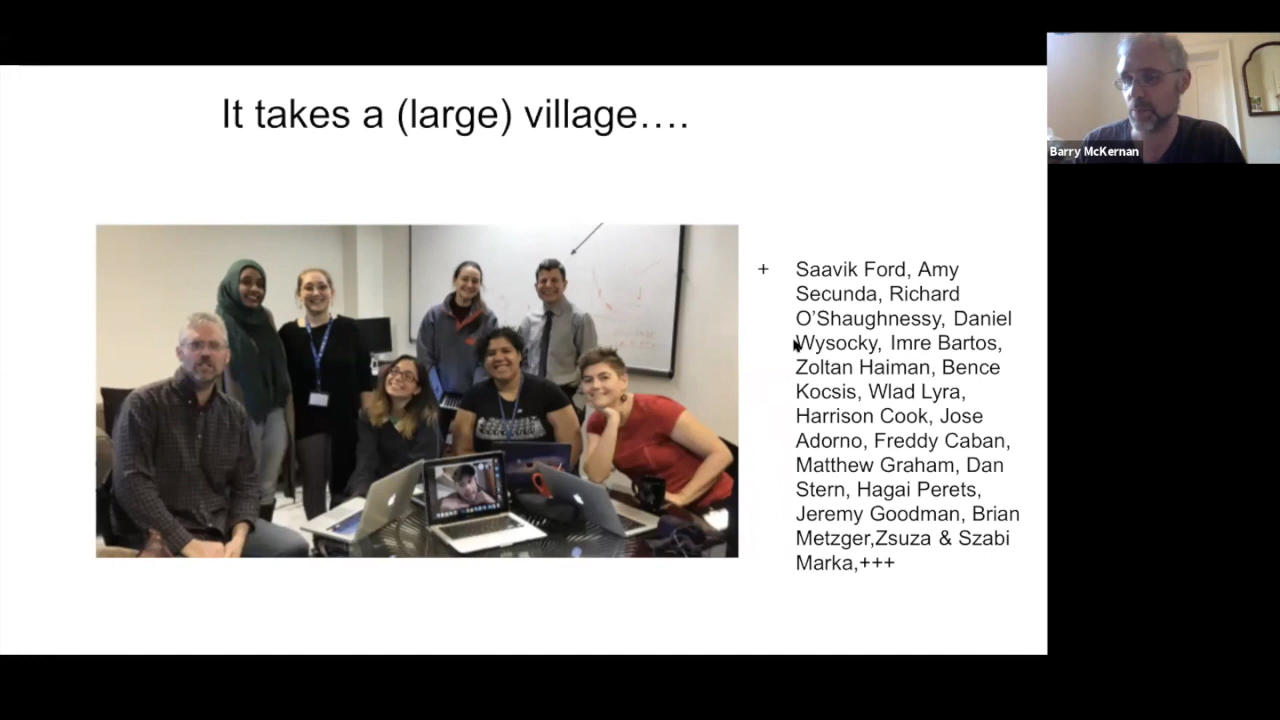 It takes a (large) village….
Barry McKernan
+ Saavik Ford, Amy
Secunda, Richard
O'Shaughnessy, Daniel
Wysocky, Imre Bartos,
Zoltan Haiman, Bence
Kocsis, Wlad Lyra,
Harrison Cook, Jose
Adorno, Freddy Caban,
Matthew Graham, Dan
Stern, Hagai Perets,
Jeremy Goodman, Brian
Metzger,Zsuza & Szabi
Marka,+++